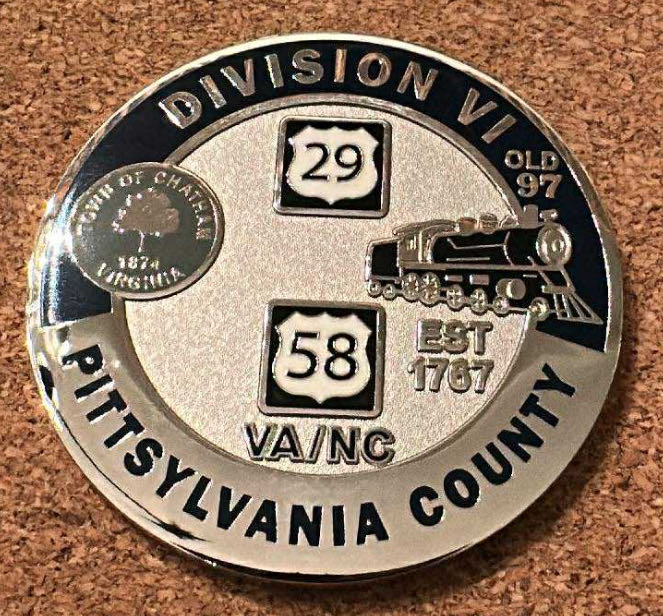 DIVISION VI
29
OLD
97
TOWN OF CHATHAM
1874
VIRGINIA
58
EST
1767
VA/NC
PITTSYLVANIA COUNTY